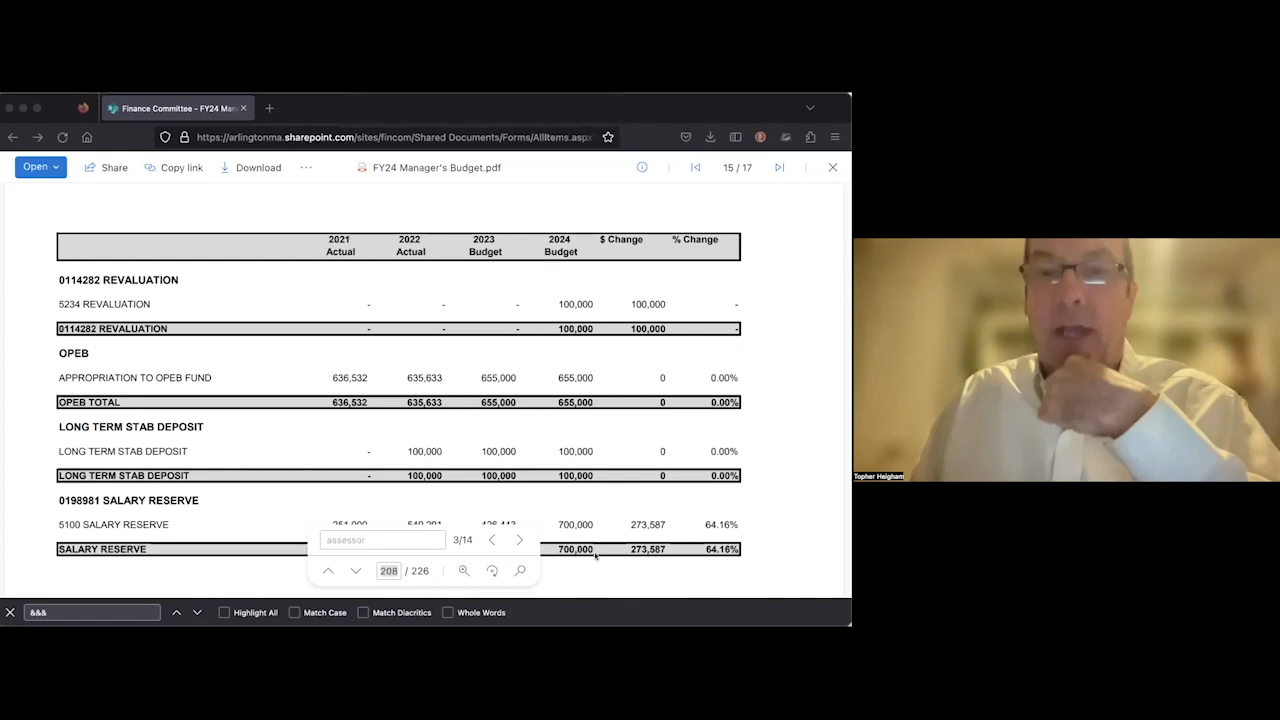 Finance Committee - FY24 Man
https://arlingtonma.sharepoint.com/sites/fincom/Shared Documents/Forms/AllItems.aspx
Open Share Copy link Download ... FY24 Manager's Budget.pdf 15 / 17
2021 2022 2023 2024 $ Change % Change
Actual Actual Budget Budget
0114282 REVALUATION
5234 REVALUATION - - - 100,000 100,000 -
0114282 REVALUATION - - - 100,000 100,000 -
OPEB
APPROPRIATION TO OPEB FUND 636,532 635,633 655,000 655,000 0 0.00%
OPEB TOTAL 636,532 635,633 655,000 655,000 0 0.00%
LONG TERM STAB DEPOSIT
LONG TERM STAB DEPOSIT - 100,000 100,000 100,000 0 0.00%
LONG TERM STAB DEPOSIT - 100,000 100,000 100,000 0 0.00%
0198981 SALARY RESERVE
5100 SALARY RESERVE 700,000 273,587 64.16%
SALARY RESERVE 700,000 273,587 64.16%
assessor 3/14
208 / 226
&&& Highlight All Match Case Match Diacritics Whole Words
Topher Heigham